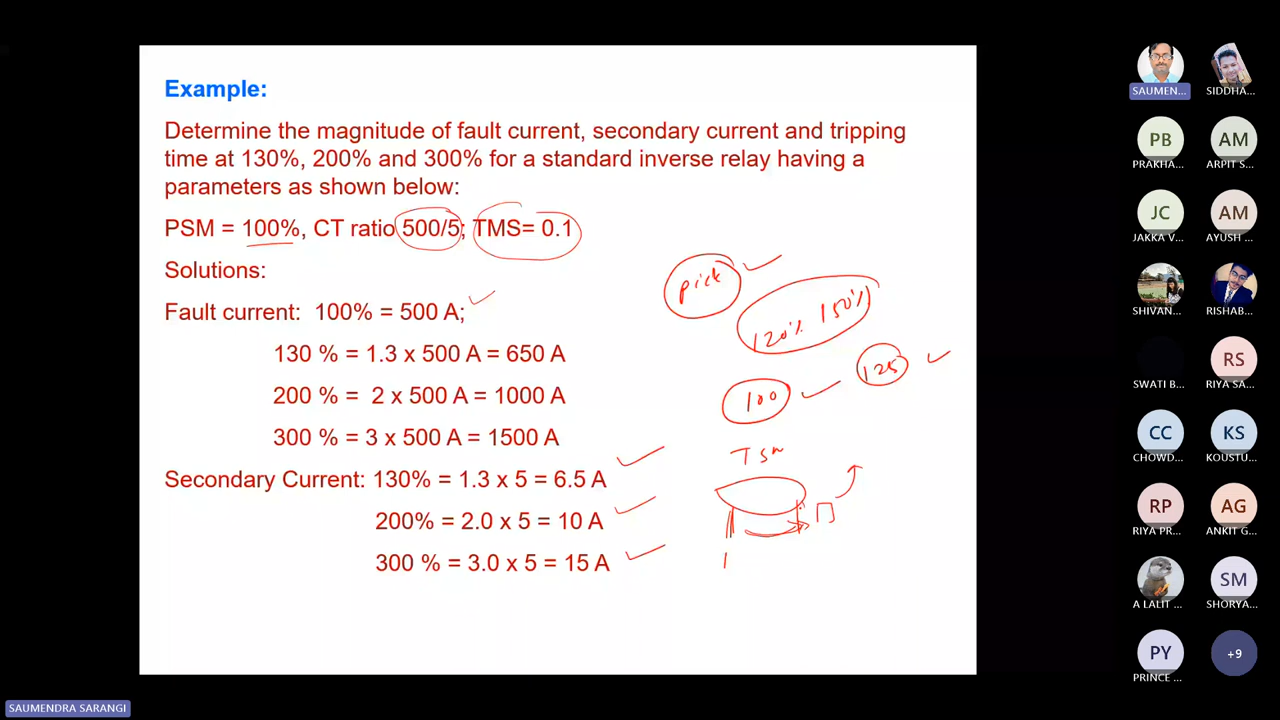 Example:
Determine the magnitude of fault current, secondary current and tripping
time at 130%, 200% and 300% for a standard inverse relay having a
parameters as shown below:
PSM = 100%, CT ratio 500/5; TMS= 0.1
Solutions:
Fault current: 100% = 500 A;
130 % = 1.3 x 500 A = 650 A
200 % = 2 x 500 A = 1000 A
300 % = 3 x 500 A = 1500 A
Secondary Current: 130% = 1.3 x 5 = 6.5 A
200% = 2.0 x 5 = 10 A
300 % = 3.0 x 5 = 15 A
pick
120% 150%
125
100
TSM
SAUMEN...
SIDDHA...
PB
PRAKHA...
AM
ARPIT S...
JC
JAKKA V...
AM
AYUSH ...
SHIVAN...
RISHAB...
SWATI B...
RS
RIYA SA...
CC
CHOWD...
KS
KOUSTU...
RP
RIYA PR...
AG
ANKIT G...
A LALIT ...
SM
SHORYA...
PY
PRINCE ...
+9
SAUMENDRA SARANGI